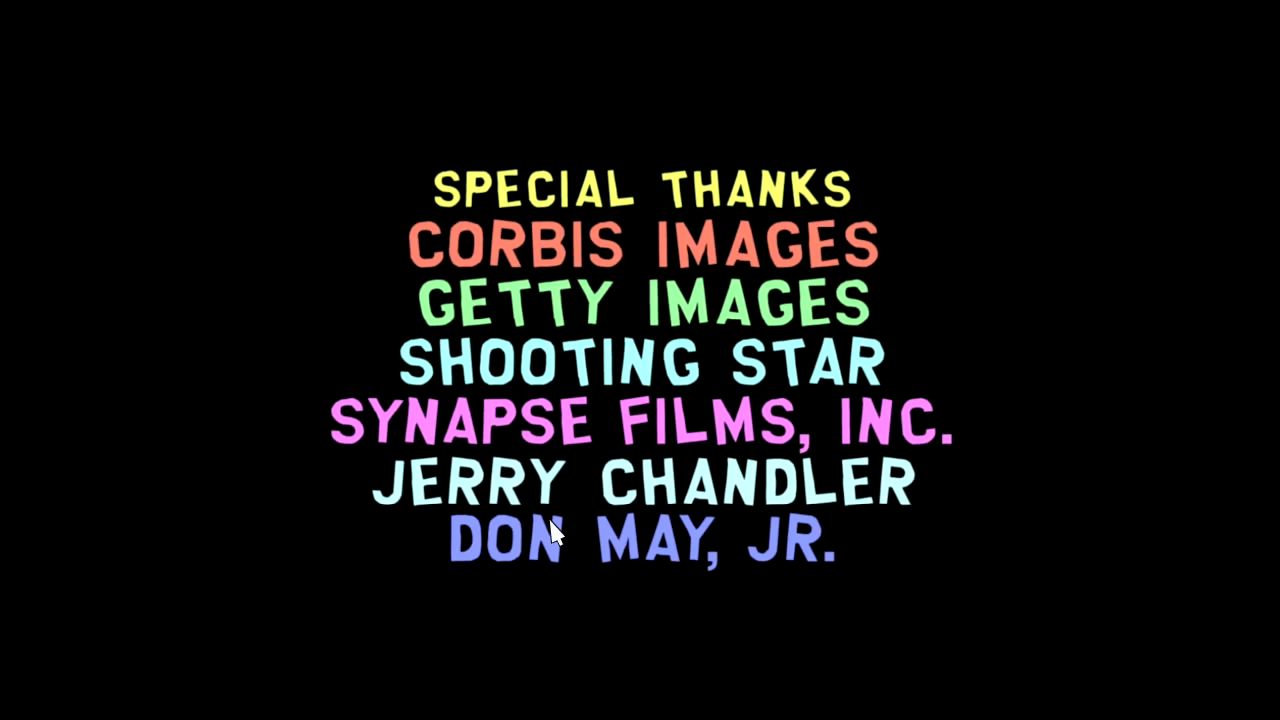 SPECIAL THANKS
CORBIS IMAGES
GETTY IMAGES
SHOOTING STAR
SYNAPSE FILMS, INC.
JERRY CHANDLER
DON MAY, JR.